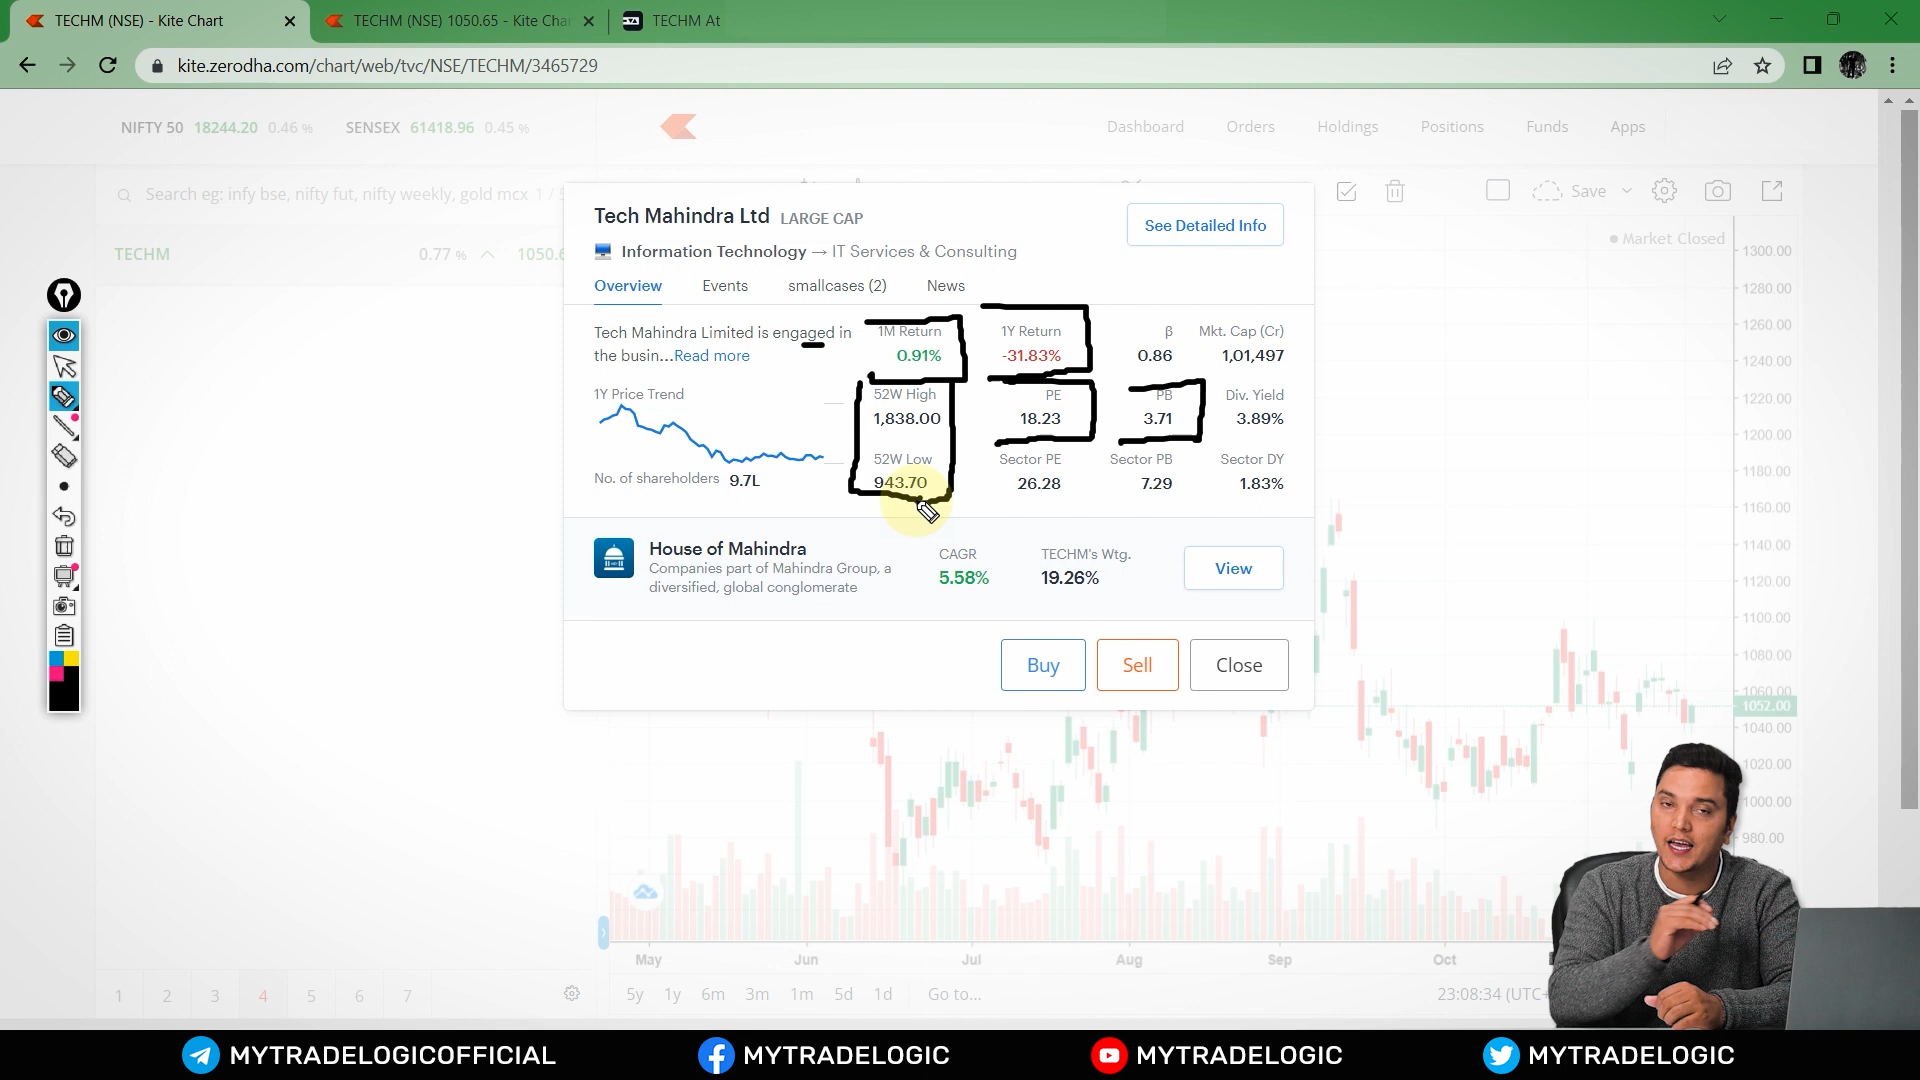 TECHM (NSE) - Kite Chart
TECHM (NSE) 1050.65 - Kite Cha
TECHM At
kite.zerodha.com/chart/web/tvc/NSE/TECHM/3465729
NIFTY 50 18244.20 0.46 % SENSEX 61418.96 0.45 %
Dashboard Orders Holdings Positions Funds Apps
Search eg: infy bse, nifty fut, nifty weekly, gold mcx 1 / 5
Save
TECHM 0.77 % 1050.6
Market Closed
Tech Mahindra Ltd LARGE CAP
See Detailed Info
Information Technology → IT Services & Consulting
Overview Events smallcases (2) News
Tech Mahindra Limited is engaged in
the busin...Read more
1M Return 1Y Return β Mkt. Cap (Cr)
0.91% -31.83% 0.86 1,01,497
1Y Price Trend
52W High PE PB Div. Yield
1,838.00 18.23 3.71 3.89%
52W Low Sector PE Sector PB Sector DY
943.70 26.28 7.29 1.83%
No. of shareholders 9.7L
House of Mahindra
Companies part of Mahindra Group, a
diversified, global conglomerate
CAGR TECHM's Wtg.
5.58% 19.26%
View
Buy Sell Close
1300.00
1280.00
1260.00
1240.00
1220.00
1200.00
1180.00
1160.00
1140.00
1120.00
1100.00
1080.00
1060.00
1052.00
1040.00
1020.00
1000.00
980.00
May Jun Jul Aug Sep Oct
1 2 3 4 5 6 7
5y 1y 6m 3m 1m 5d 1d Go to...
23:08:34 (UTC+
MYTRADELOGICOFFICIAL
MYTRADELOGIC
MYTRADELOGIC
MYTRADELOGIC